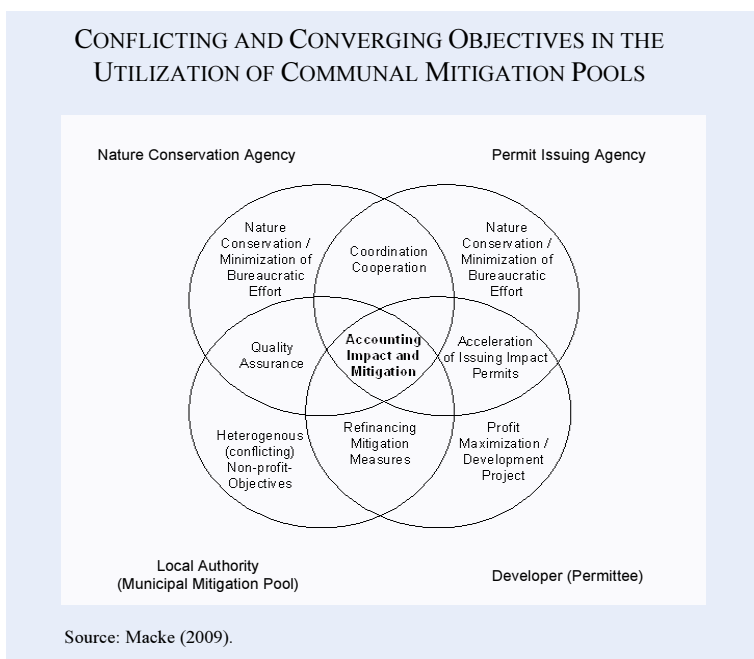 CONFLICTING AND CONVERGING OBJECTIVES IN THE
UTILIZATION OF COMMUNAL MITIGATION POOLS
Nature Conservation Agency
Permit Issuing Agency
Nature
Conservation /
Minimization of
Bureaucratic
Effort
Coordination
Cooperation
Nature
Conservation /
Minimization of
Bureaucratic
Effort
Quality
Assurance
Accounting
Impact and
Mitigation
Acceleration
of Issuing Impact
Permits
Heterogenous
(conflicting)
Non-profit-
Objectives
Refinancing
Mitigation
Measures
Profit
Maximization /
Development
Project
Local Authority
(Municipal Mitigation Pool)
Developer (Permittee)
Source: Macke (2009).